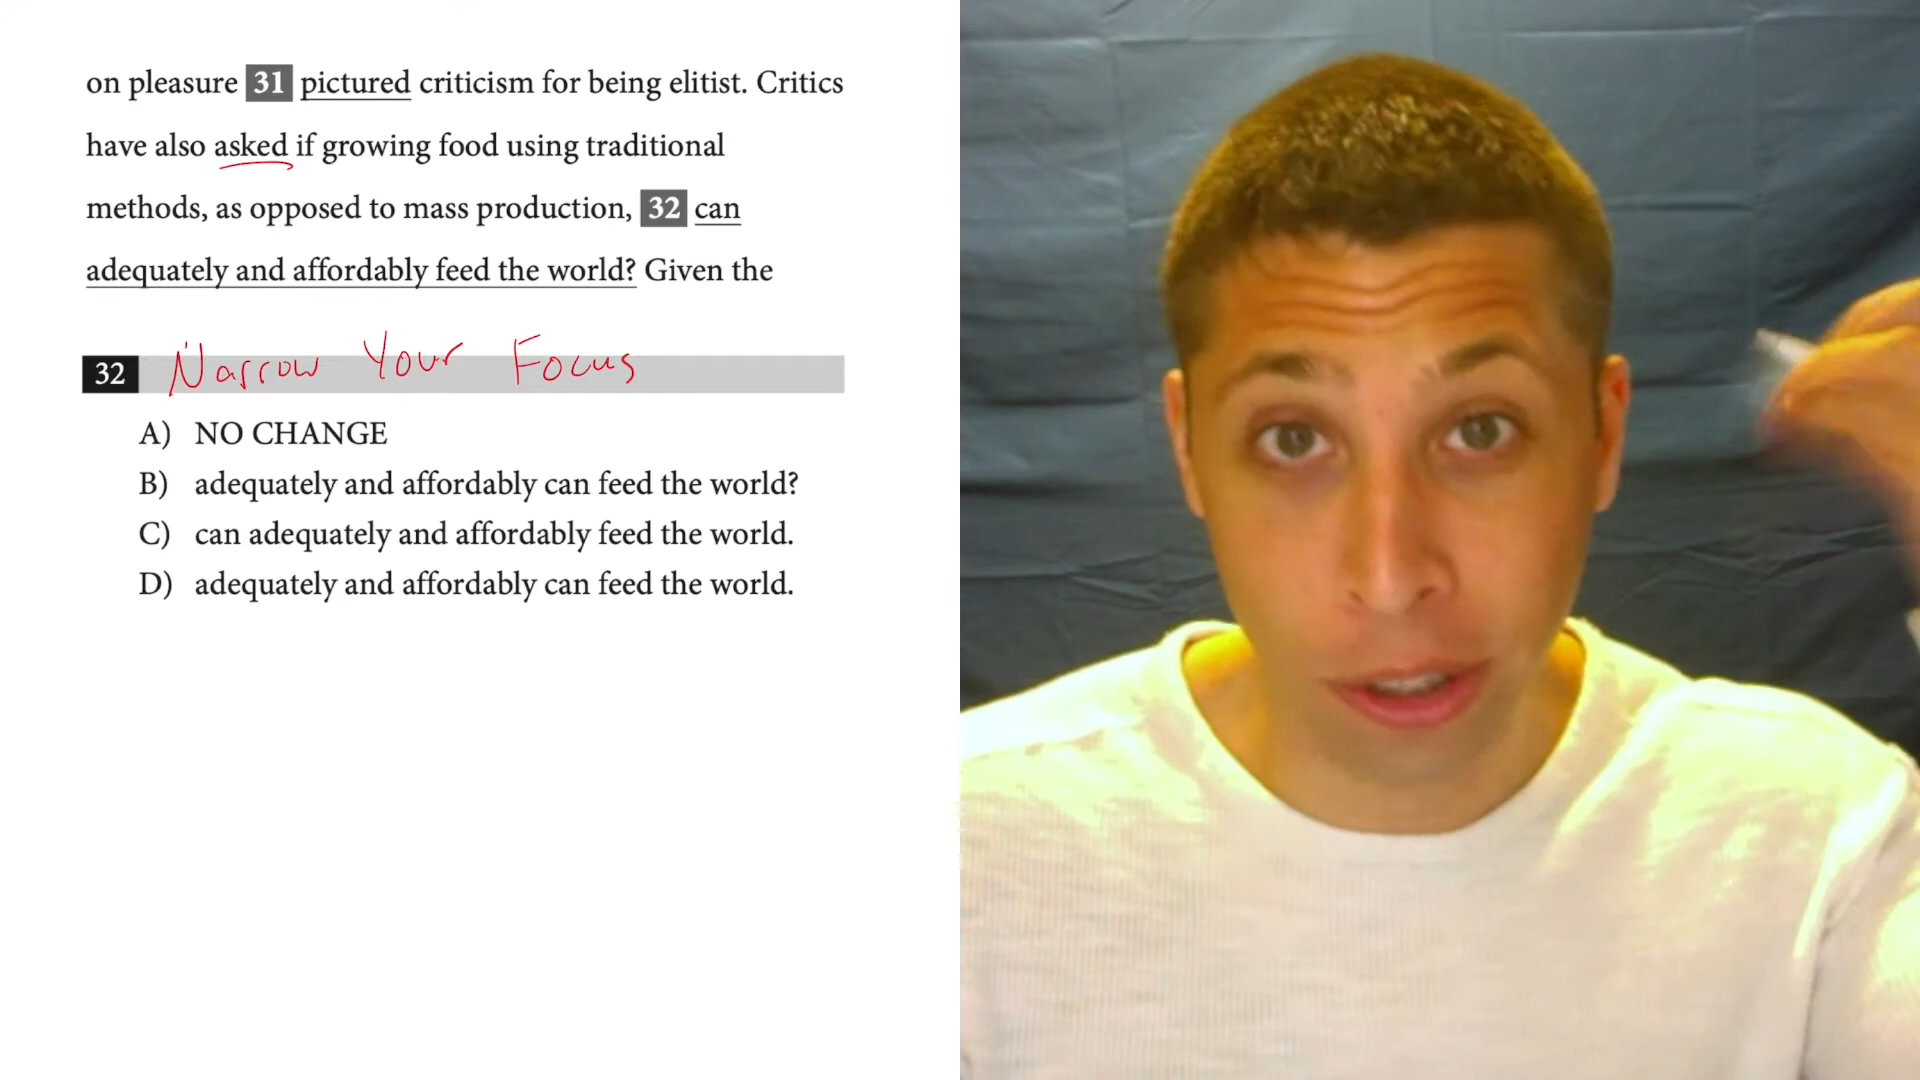 on pleasure 31 pictured criticism for being elitist. Critics
have also asked if growing food using traditional
methods, as opposed to mass production, 32 can
adequately and affordably feed the world? Given the
32 Narrow Your Focus
A) NO CHANGE
B) adequately and affordably can feed the world?
C) can adequately and affordably feed the world.
D) adequately and affordably can feed the world.